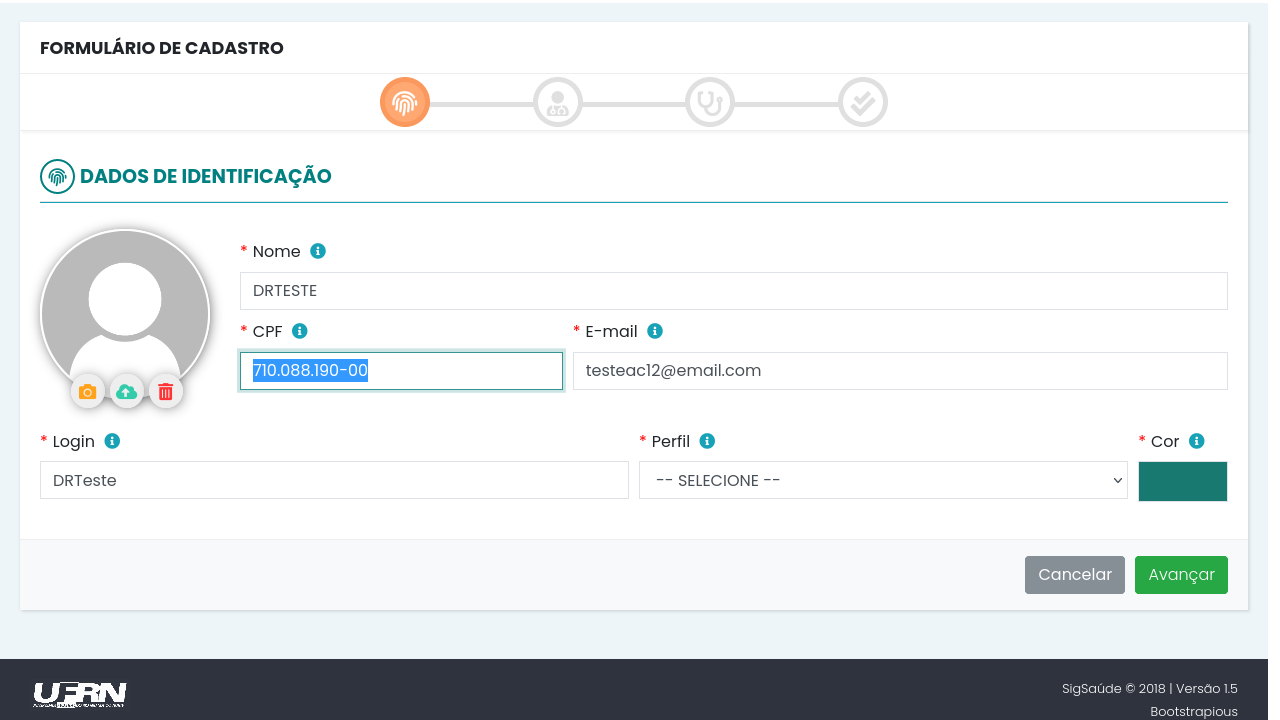 FORMULÁRIO DE CADASTRO
DADOS DE IDENTIFICAÇÃO
* Nome
DRTESTE
* CPF
* E-mail
710.088.190-00
testeac12@email.com
* Login
* Perfil
* Cor
DRTeste
-- SELECIONE --
Cancelar
Avançar
UFRN
SigSaúde © 2018 | Versão 1.5
Bootstrapious